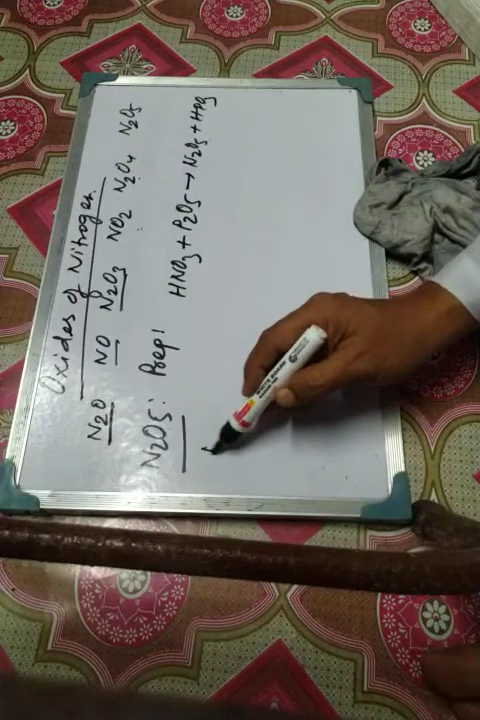 Oxides of Nitrogen.
N2O NO N2O3 NO2 N2O4 N2O5
N2O5: Prep!
HNO3 + P2O5 → N2O5 + HPO3